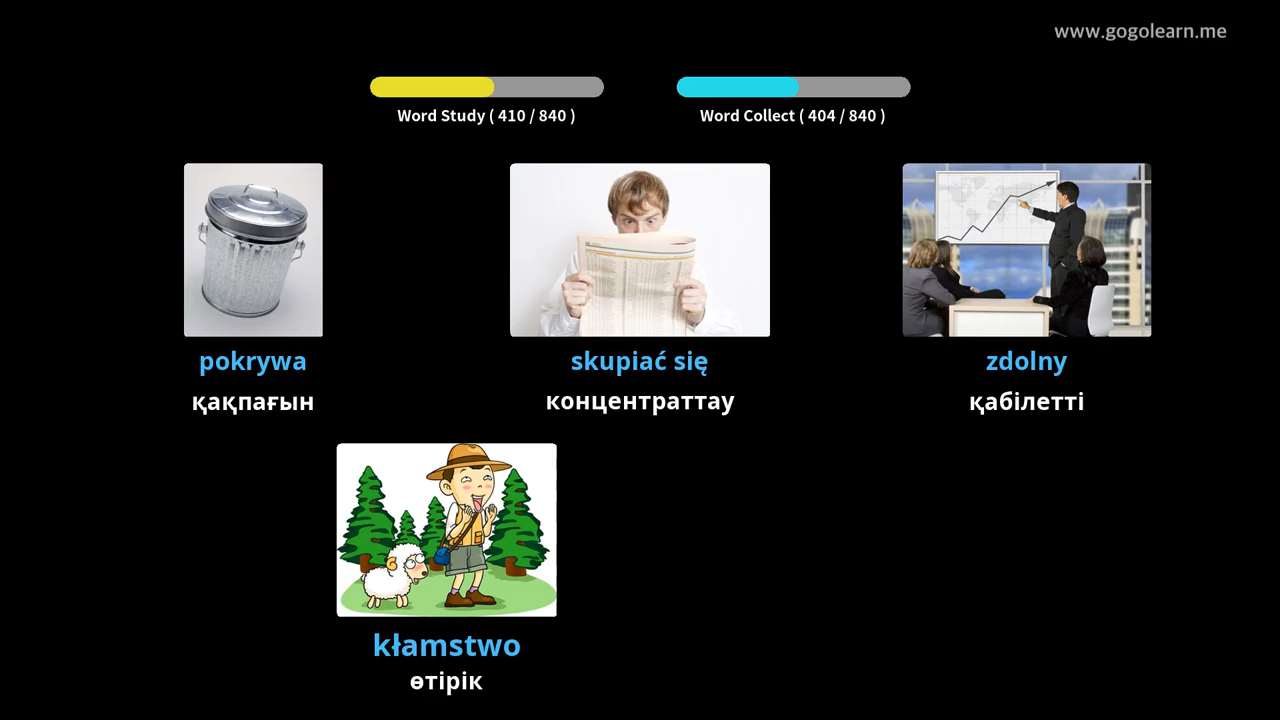 www.gogolearn.me
Word Study ( 410 / 840 )
Word Collect ( 404 / 840 )
pokrywa
skupiać się
zdolny
қақпағын
концентраттау
қабілетті
kłamstwo
өтірік